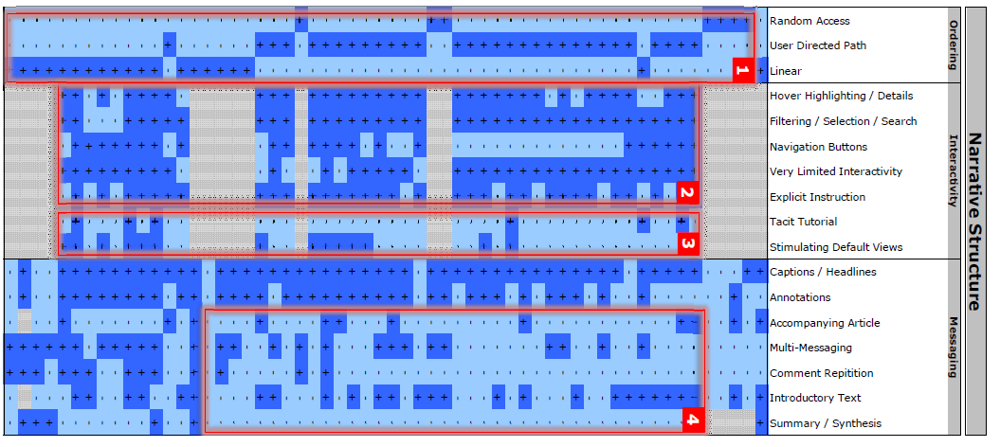 Random Access
User Directed Path
Linear
Ordering
1
Hover Highlighting / Details
Filtering / Selection / Search
Navigation Buttons
Very Limited Interactivity
Explicit Instruction
Interactivity
2
Tacit Tutorial
Stimulating Default Views
3
Captions / Headlines
Annotations
Accompanying Article
Multi-Messaging
Comment Repitition
Introductory Text
Summary / Synthesis
Messaging
4
Narrative Structure